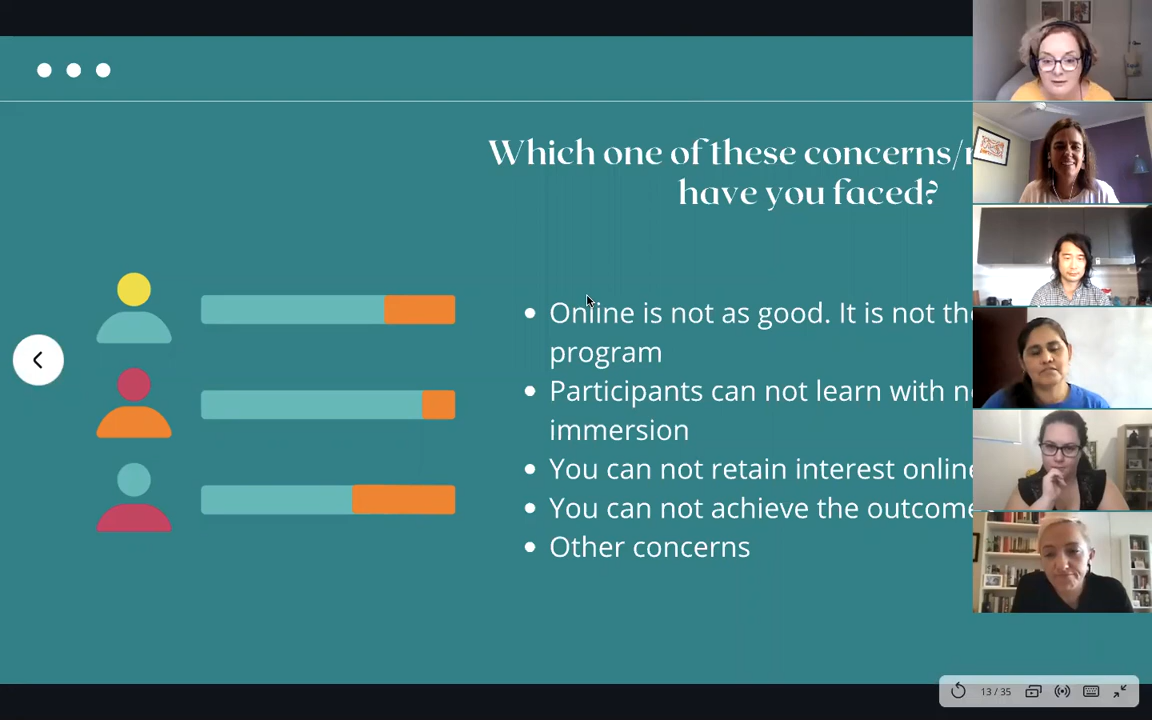 Which one of these concerns/
have you faced?
Online is not as good. It is not the
program
Participants can not learn with
immersion
You can not retain interest online
You can not achieve the outcome
Other concerns
13 / 35